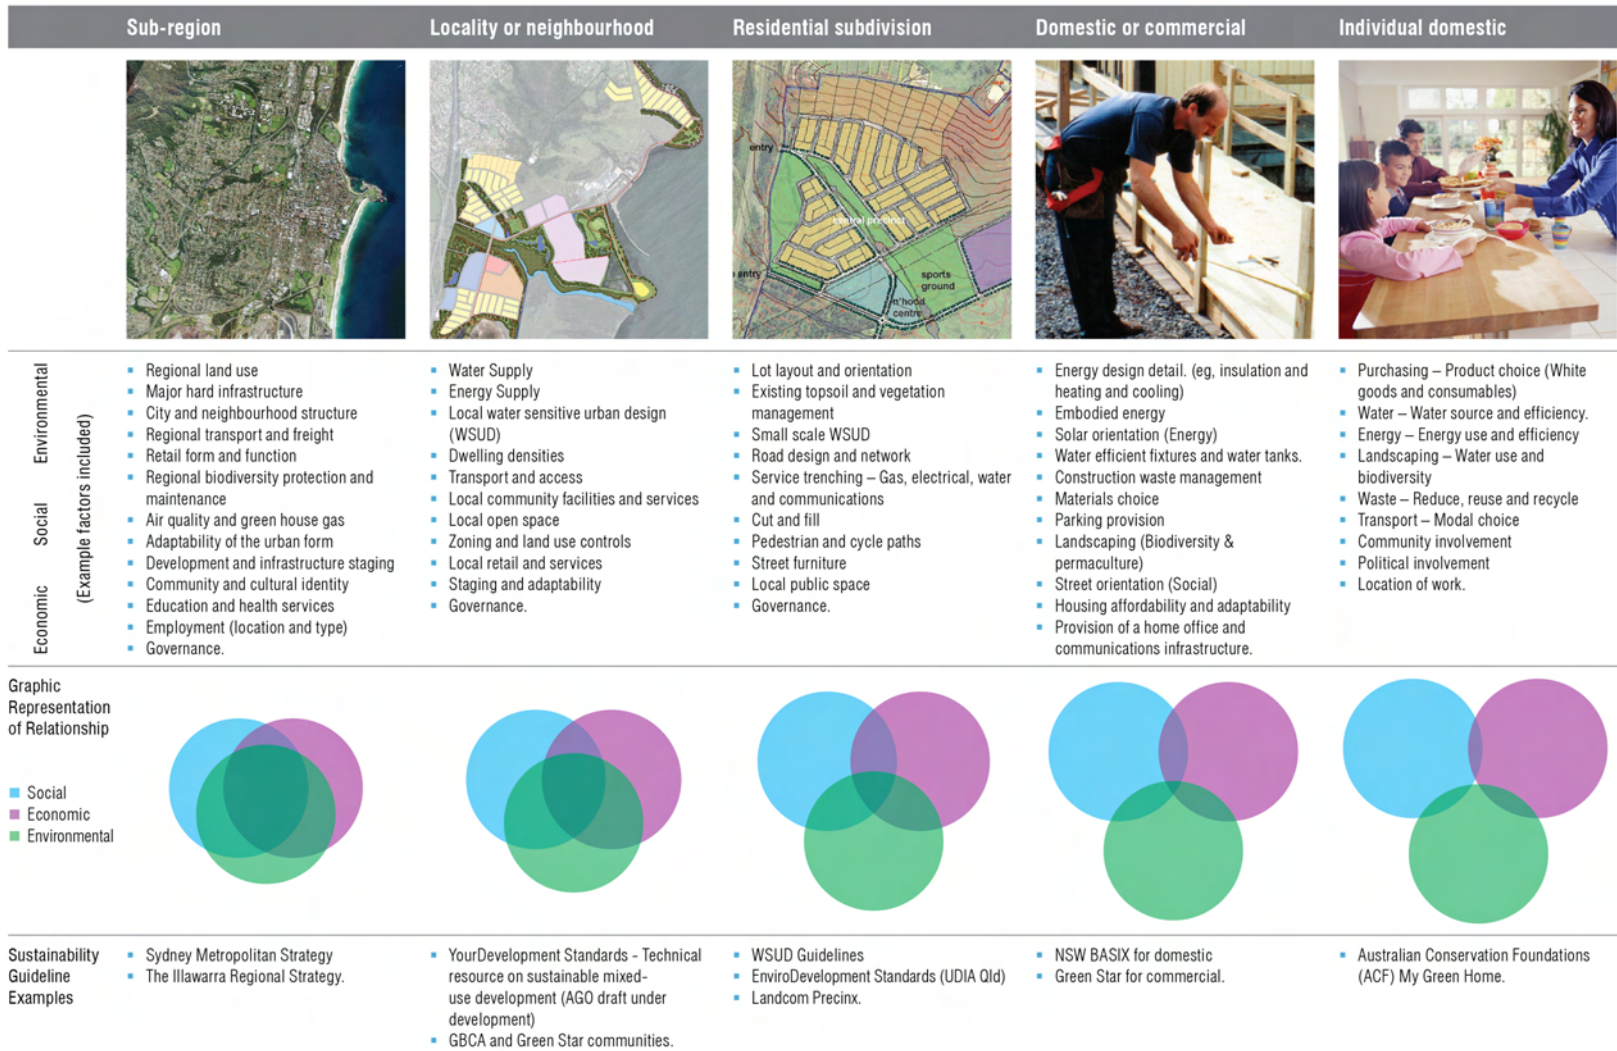 Sub-region
Locality or neighbourhood
Residential subdivision
Domestic or commercial
Individual domestic
entry
central precinct
entry
sports
ground
n'hood
centre
Environmental
Social
Economic
(Example factors included)
Regional land use
Major hard infrastructure
City and neighbourhood structure
Regional transport and freight
Retail form and function
Regional biodiversity protection and
maintenance
Air quality and green house gas
Adaptability of the urban form
Development and infrastructure staging
Community and cultural identity
Education and health services
Employment (location and type)
Governance.
Water Supply
Energy Supply
Local water sensitive urban design
(WSUD)
Dwelling densities
Transport and access
Local community facilities and services
Local open space
Zoning and land use controls
Local retail and services
Staging and adaptability
Governance.
Lot layout and orientation
Existing topsoil and vegetation
management
Small scale WSUD
Road design and network
Service trenching – Gas, electrical, water
and communications
Cut and fill
Pedestrian and cycle paths
Street furniture
Local public space
Governance.
Energy design detail. (eg, insulation and
heating and cooling)
Embodied energy
Solar orientation (Energy)
Water efficient fixtures and water tanks.
Construction waste management
Materials choice
Parking provision
Landscaping (Biodiversity &
permaculture)
Street orientation (Social)
Housing affordability and adaptability
Provision of a home office and
communications infrastructure.
Purchasing – Product choice (White
goods and consumables)
Water – Water source and efficiency.
Energy – Energy use and efficiency
Landscaping – Water use and
biodiversity
Waste – Reduce, reuse and recycle
Transport – Modal choice
Community involvement
Political involvement
Location of work.
Graphic
Representation
of Relationship
Social
Economic
Environmental
Sustainability
Guideline
Examples
Sydney Metropolitan Strategy
The Illawarra Regional Strategy.
YourDevelopment Standards - Technical
resource on sustainable mixed-
use development (AGO draft under
development)
GBCA and Green Star communities.
WSUD Guidelines
EnviroDevelopment Standards (UDIA Qld)
Landcom Precinx.
NSW BASIX for domestic
Green Star for commercial.
Australian Conservation Foundations
(ACF) My Green Home.